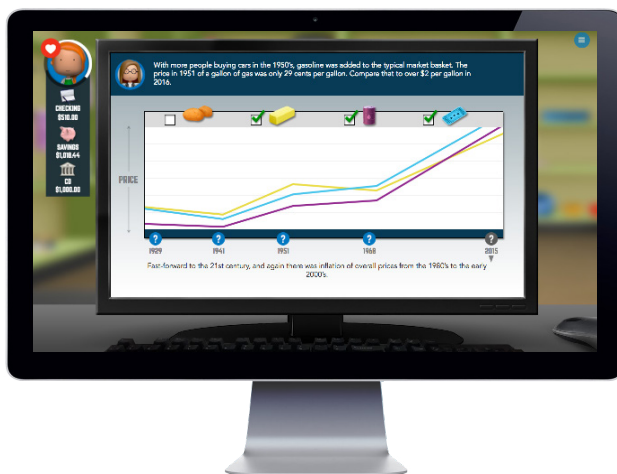 With more people buying cars in the 1950's, gasoline was added to the typical market basket. The
price in 1951 of a gallon of gas was only 29 cents per gallon. Compare that to over $2 per gallon in
2016.
CHECKING
$510.00
SAVINGS
$1,018.44
CD
$1,000.00
PRICE
?
?
?
?
?
1929
1941
1951
1968
2015
Fast-forward to the 21st century, and again there was inflation of overall prices from the 1980's to the early
2000's.